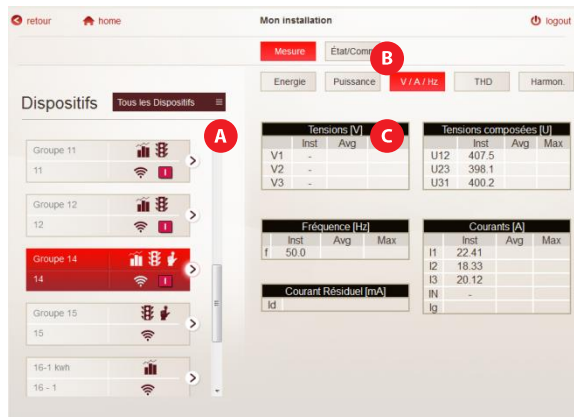 retour home Mon installation logout
Mesure État/Comm
B
Energie Puissance V / A / Hz THD Harmon.
Dispositifs Tous les Dispositifs
A
C
Groupe 11
11 I
Groupe 12
12 I
Groupe 14
14 I
Groupe 15
15
16-1 kwh
16 - 1
Tensions [V]
Inst Avg
V1 -
V2 -
V3 -
Tensions composées [U]
Inst Avg Max
U12 407.5
U23 398.1
U31 400.2
Fréquence [Hz]
Inst Avg Max
f 50.0
Courants [A]
Inst Avg Max
I1 22.41
I2 18.33
I3 20.12
IN -
Ig
Courant Résiduel [mA]
Id